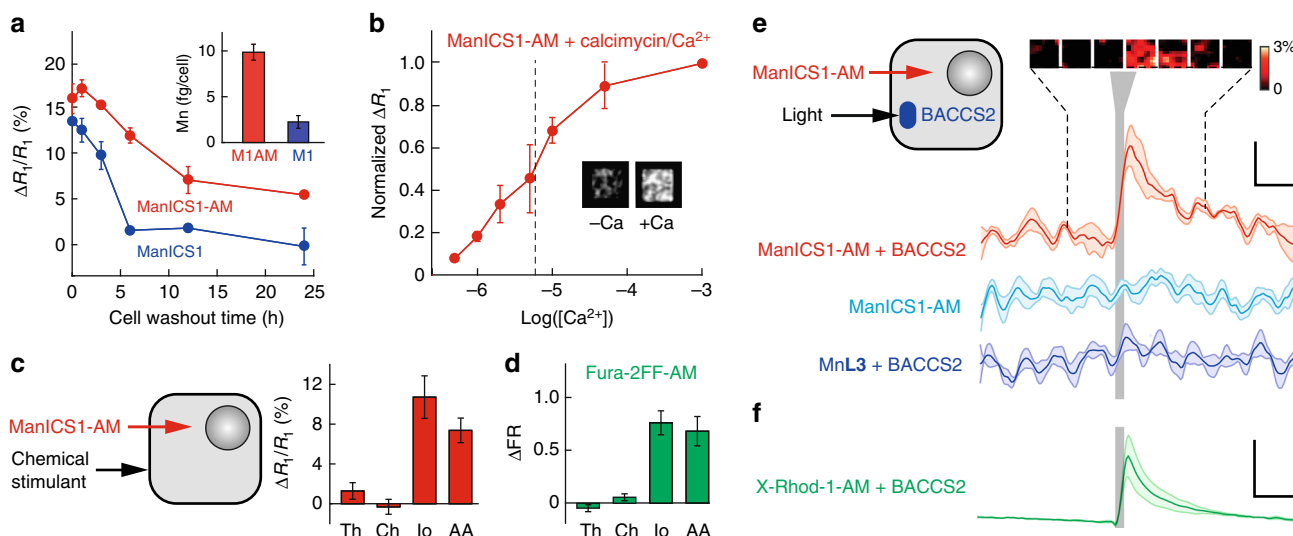 a
ΔR1/R1 (%)
20
15
10
5
0
0
5
10
15
20
25
Cell washout time (h)
ManICS1-AM
ManICS1
Mn (fg/cell)
10
5
0
M1AM
M1
b
ManICS1-AM + calcimycin/Ca2+
Normalized ΔR1
1.0
0.8
0.6
0.4
0.2
0
–6
–5
–4
–3
Log([Ca2+])
–Ca
+Ca
c
ManICS1-AM
Chemical
stimulant
ΔR1/R1 (%)
12
8
4
0
Th
Ch
Io
AA
d
Fura-2FF-AM
ΔFR
1.0
0.5
0
Th
Ch
Io
AA
e
ManICS1-AM
Light
BACCS2
3%
0
ManICS1-AM + BACCS2
ManICS1-AM
MnL3 + BACCS2
f
X-Rhod-1-AM + BACCS2